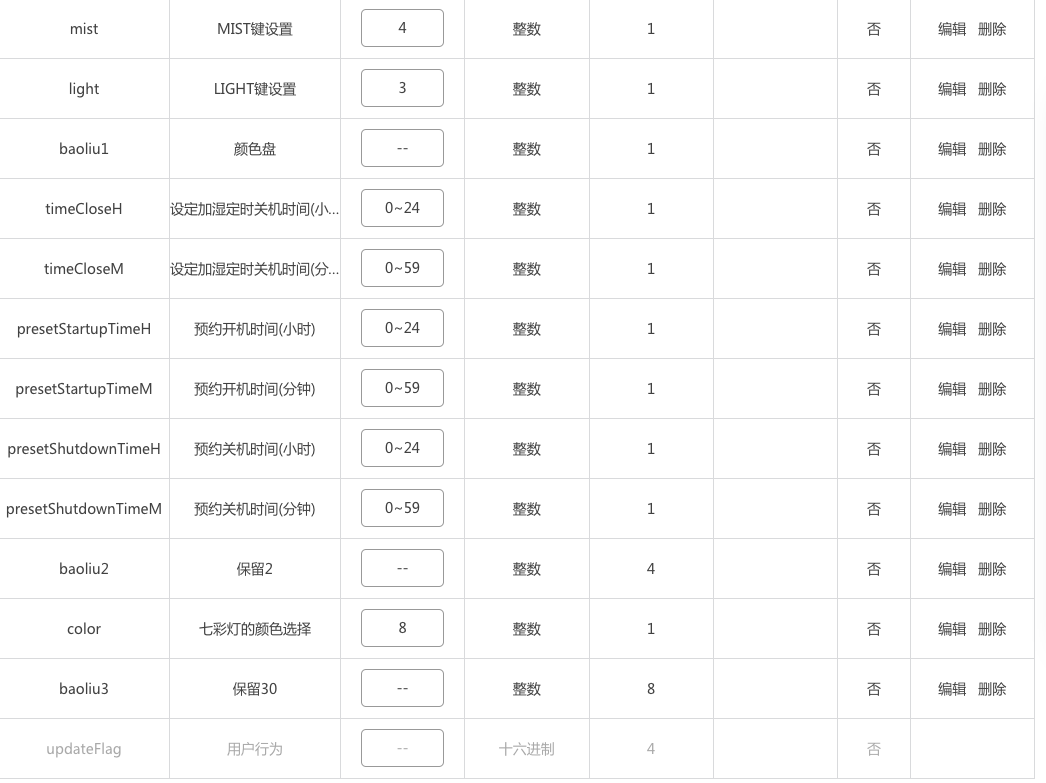 mist MIST键设置 4 整数 1 否 编辑 删除
light LIGHT键设置 3 整数 1 否 编辑 删除
baoliu1 颜色盘 -- 整数 1 否 编辑 删除
timeCloseH 设定加湿定时关机时间(小... 0~24 整数 1 否 编辑 删除
timeCloseM 设定加湿定时关机时间(分... 0~59 整数 1 否 编辑 删除
presetStartupTimeH 预约开机时间(小时) 0~24 整数 1 否 编辑 删除
presetStartupTimeM 预约开机时间(分钟) 0~59 整数 1 否 编辑 删除
presetShutdownTimeH 预约关机时间(小时) 0~24 整数 1 否 编辑 删除
presetShutdownTimeM 预约关机时间(分钟) 0~59 整数 1 否 编辑 删除
baoliu2 保留2 -- 整数 4 否 编辑 删除
color 七彩灯的颜色选择 8 整数 1 否 编辑 删除
baoliu3 保留30 -- 整数 8 否 编辑 删除
updateFlag 用户行为 -- 十六进制 4 否